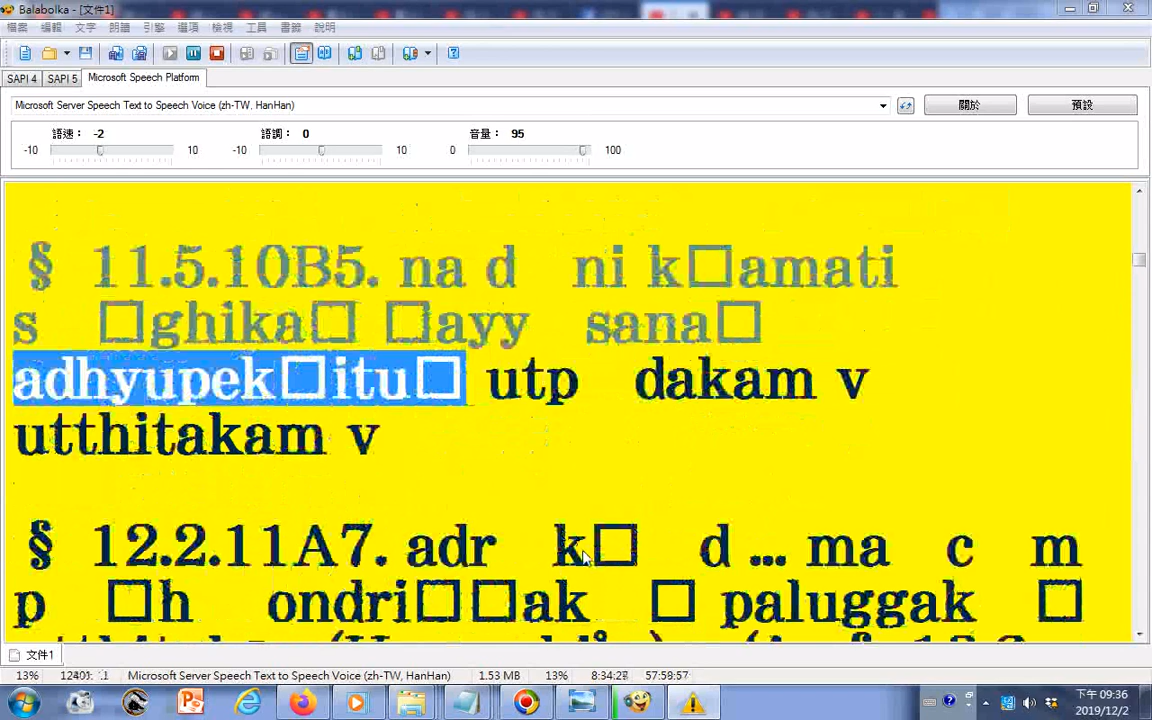 Balabolka - [文件1]
檔案 編輯 文字 朗讀 引擎 選項 檢視 工具 書籤 說明
SAPI 4 SAPI 5 Microsoft Speech Platform
Microsoft Server Speech Text to Speech Voice (zh-TW, HanHan) 關於 預設
語速： -2 語調： 0 音量： 95
-10 10 -10 10 0 100
§ 11.5.10B5. na d ni k□amati
s □ghika□ □ayy sana□
adhyupek□itu□ utp dakam v
utthitakam v
§ 12.2.11A7. adr k□ d ... ma c m
p □h ondri□□ak □ paluggak □
文件1
13% Microsoft Server Speech Text to Speech Voice (zh-TW, HanHan) 1.53 MB 13% 8:34:27 57:59:57
下午 09:36
2019/12/2